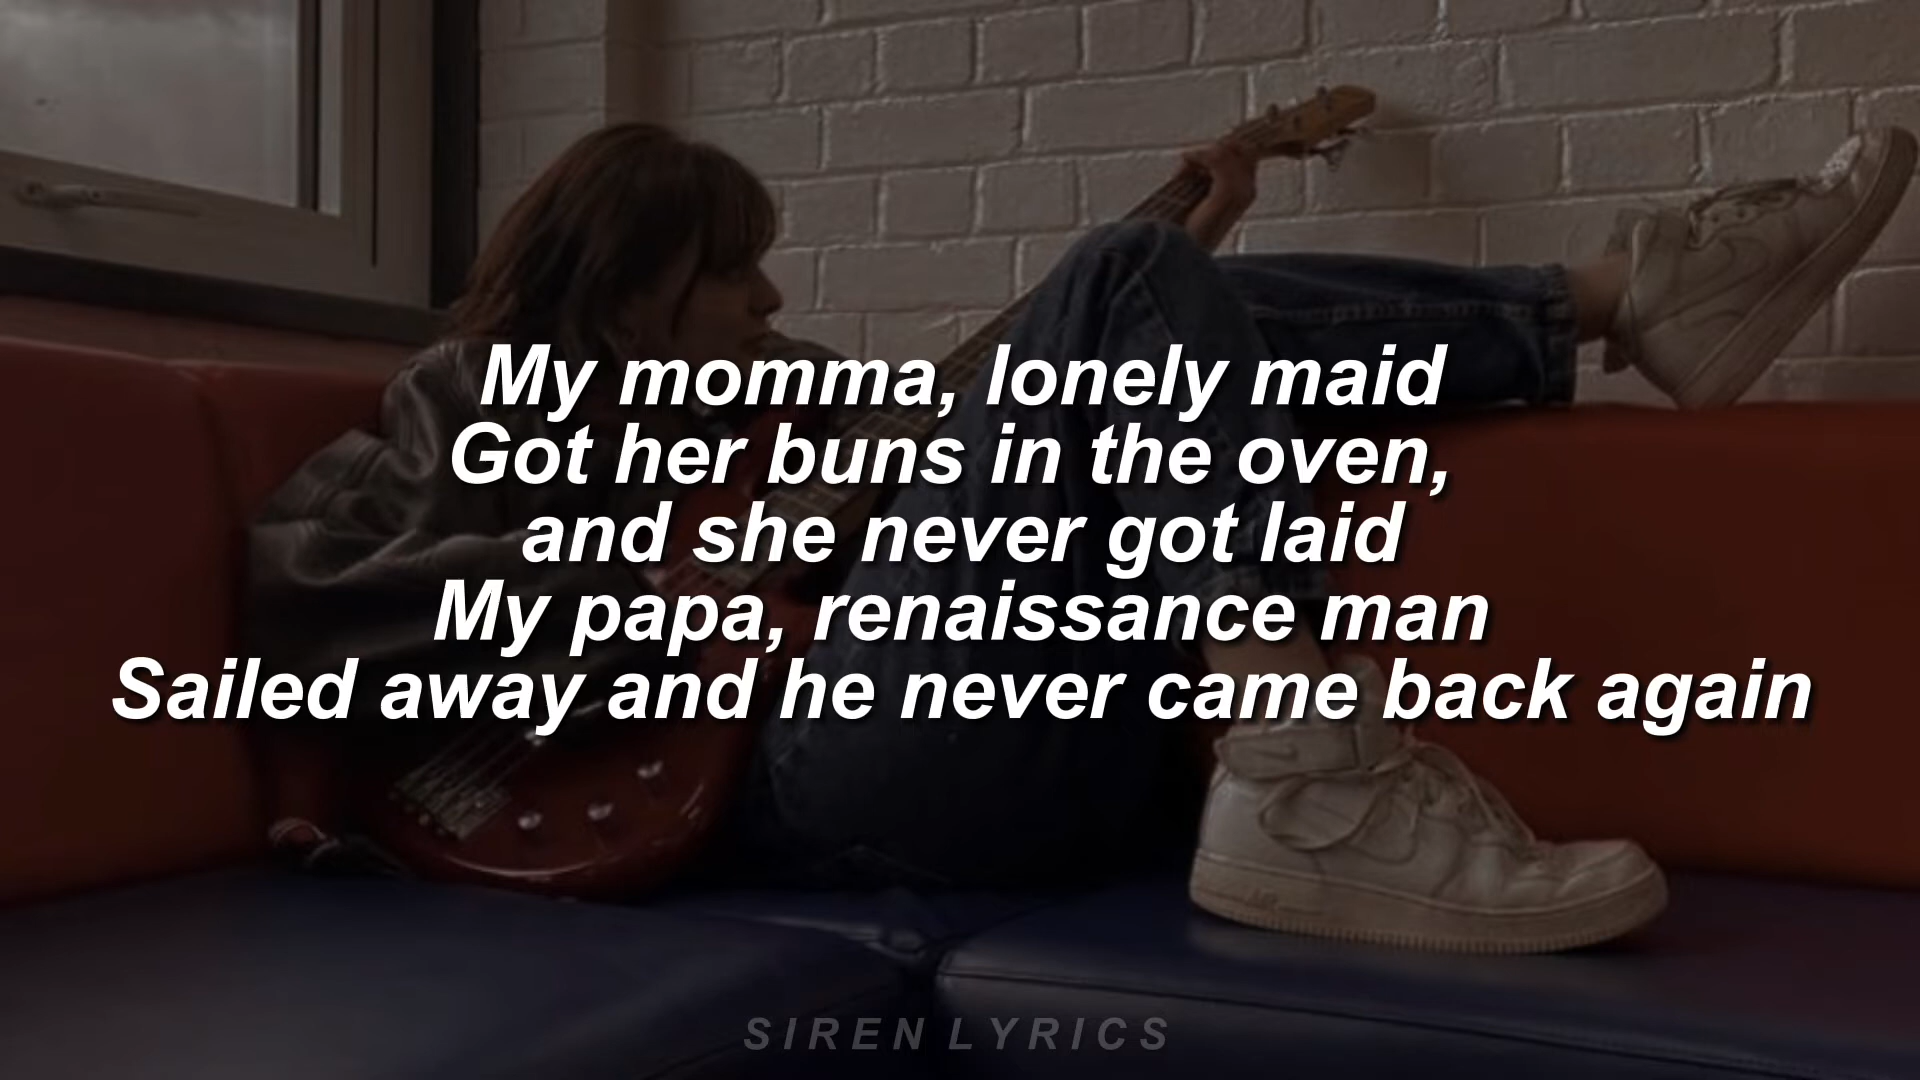 My momma, lonely maid
Got her buns in the oven,
and she never got laid
My papa, renaissance man
Sailed away and he never came back again
SIREN LYRICS